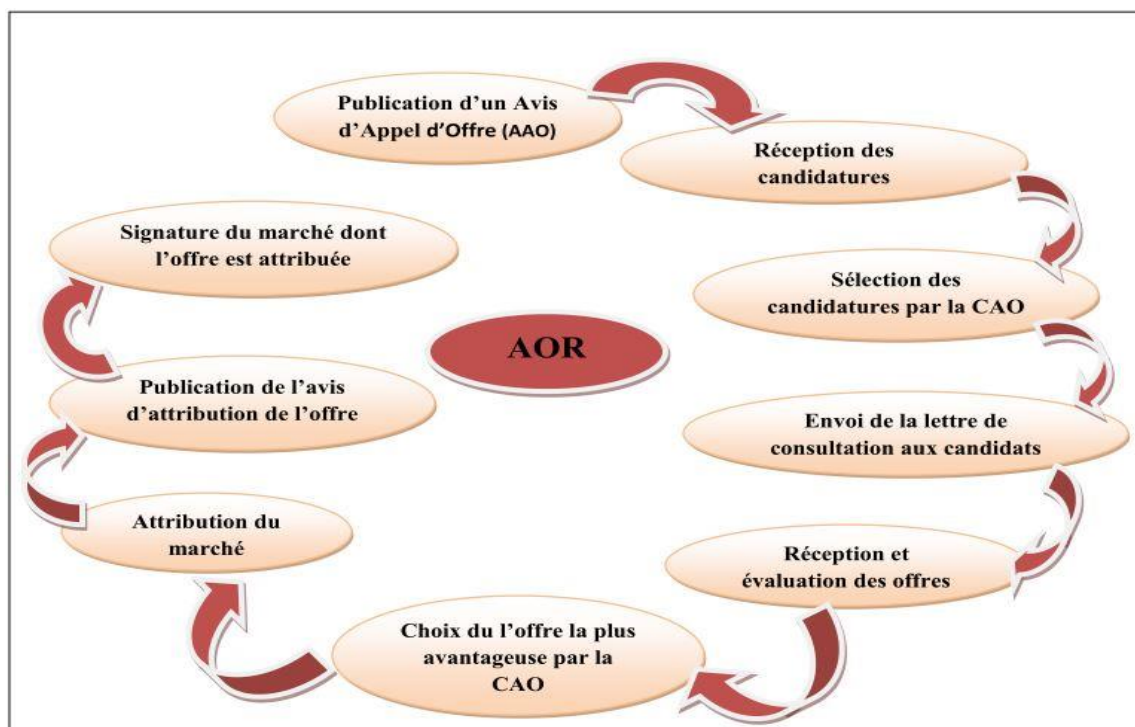 Publication d'un Avis
d'Appel d'Offre (AAO)
Réception des
candidatures
Sélection des
candidatures par la CAO
Envoi de la lettre de
consultation aux candidats
Réception et
évaluation des offres
Choix du l'offre la plus
avantageuse par la
CAO
Attribution du
marché
Publication de l'avis
d'attribution de l'offre
Signature du marché dont
l'offre est attribuée
AOR